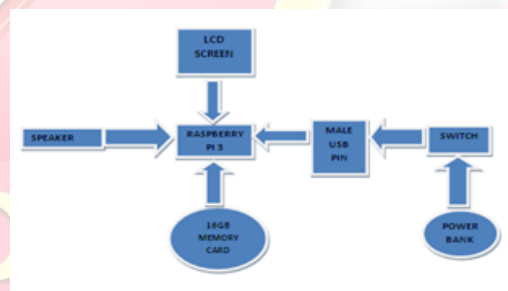 LCD
SCREEN
SPEAKER
RASPBERRY
PI 3
MALE
USB
PIN
SWITCH
16GB
MEMORY
CARD
POWER
BANK